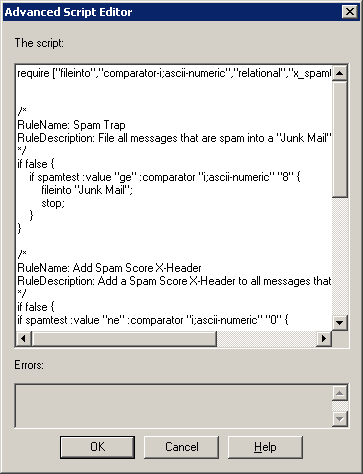 Advanced Script Editor
The script:
require ["fileinto","comparator-i;ascii-numeric","relational","x_spamt
/*
RuleName: Spam Trap
RuleDescription: File all messages that are spam into a "Junk Mail"
*/
if false {
if spamtest :value "ge" :comparator "i;ascii-numeric" "8" {
fileinto "Junk Mail";
stop;
}
}
/*
RuleName: Add Spam Score X-Header
RuleDescription: Add a Spam Score X-Header to all messages that
*/
if false {
if spamtest :value "ne" :comparator "i;ascii-numeric" "0" {
Errors:
OK
Cancel
Help